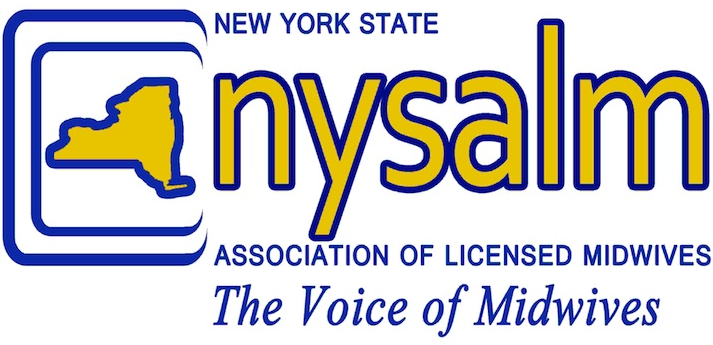 NEW YORK STATE
nysalm
ASSOCIATION OF LICENSED MIDWIVES
The Voice of Midwives